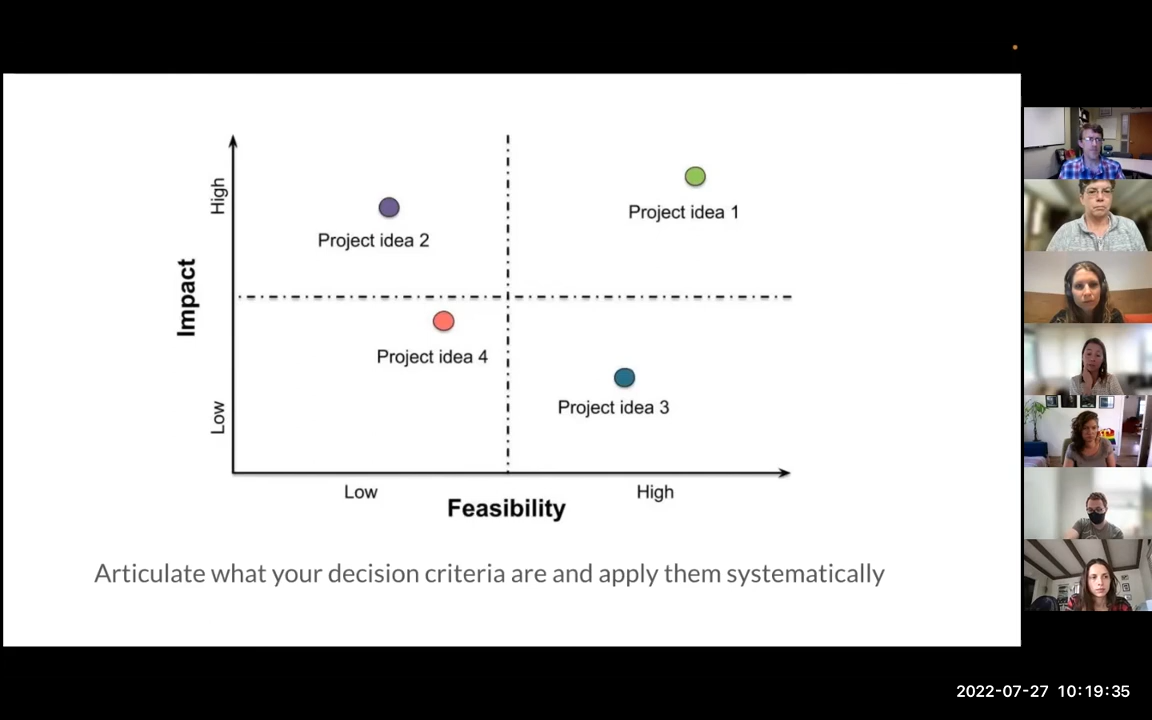 High
Project idea 1
Project idea 2
Impact
Project idea 4
Project idea 3
Low
Low
High
Feasibility
Articulate what your decision criteria are and apply them systematically
2022-07-27 10:19:35